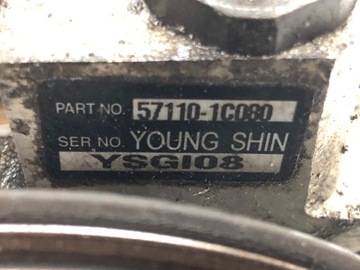 PART NO. 57110-1C080
SER NO. YOUNG SHIN
YSGI08